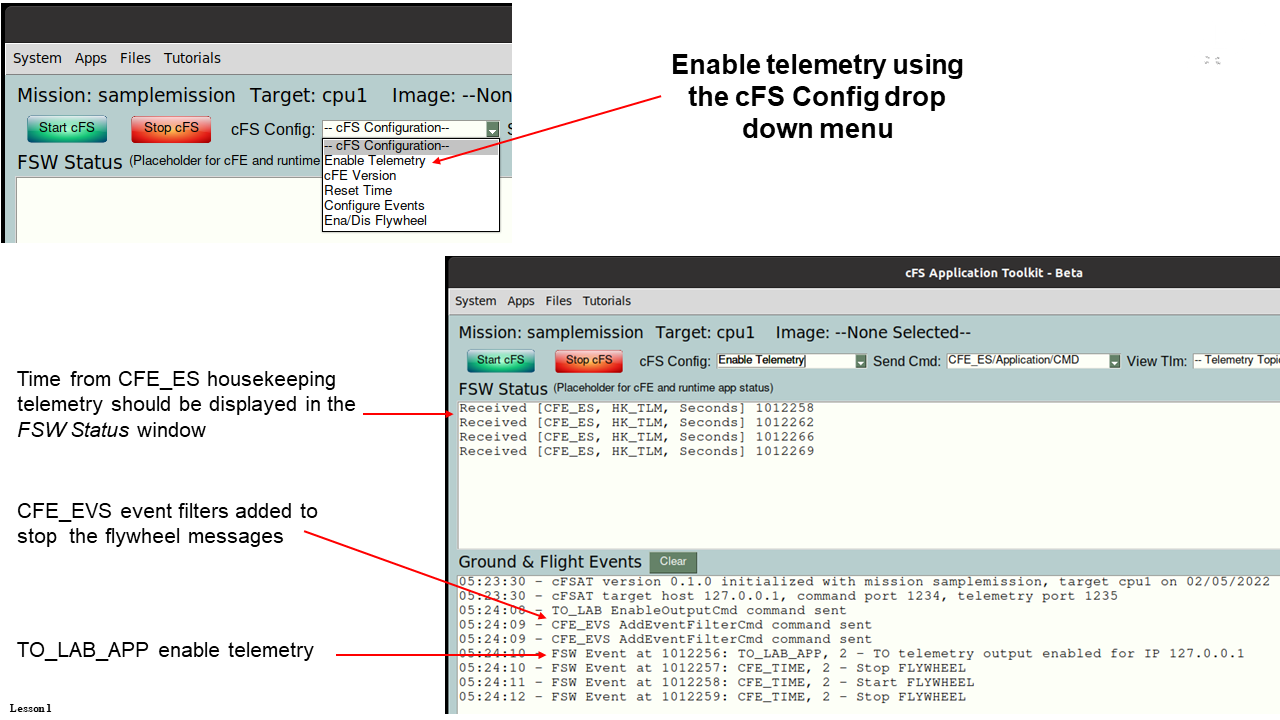 System Apps Files Tutorials
Mission: samplemission Target: cpu1 Image: --Non
Start cFS Stop cFS cFS Config: -- cFS Configuration--
FSW Status (Placeholder for cFE and runtime
-- cFS Configuration--
Enable Telemetry
cFE Version
Reset Time
Configure Events
Ena/Dis Flywheel
Enable telemetry using
the cFS Config drop
down menu
cFS Application Toolkit - Beta
System Apps Files Tutorials
Mission: samplemission Target: cpu1 Image: --None Selected--
Start cFS Stop cFS cFS Config: Enable Telemetry Send Cmd: CFE_ES/Application/CMD View Tlm: -- Telemetry Topi
FSW Status (Placeholder for cFE and runtime app status)
Received [CFE_ES, HK_TLM, Seconds] 1012258
Received [CFE_ES, HK_TLM, Seconds] 1012262
Received [CFE_ES, HK_TLM, Seconds] 1012266
Received [CFE_ES, HK_TLM, Seconds] 1012269
Time from CFE_ES housekeeping
telemetry should be displayed in the
FSW Status window
CFE_EVS event filters added to
stop the flywheel messages
TO_LAB_APP enable telemetry
Ground & Flight Events Clear
05:23:30 - cFSAT version 0.1.0 initialized with mission samplemission, target cpu1 on 02/05/2022
05:23:30 - cFSAT target host 127.0.0.1, command port 1234, telemetry port 1235
05:24:08 - TO_LAB EnableOutputCmd command sent
05:24:09 - CFE_EVS AddEventFilterCmd command sent
05:24:09 - CFE_EVS AddEventFilterCmd command sent
05:24:10 - FSW Event at 1012256: TO_LAB_APP, 2 - TO telemetry output enabled for IP 127.0.0.1
05:24:10 - FSW Event at 1012257: CFE_TIME, 2 - Stop FLYWHEEL
05:24:11 - FSW Event at 1012258: CFE_TIME, 2 - Start FLYWHEEL
05:24:12 - FSW Event at 1012259: CFE_TIME, 2 - Stop FLYWHEEL
Lesson 1